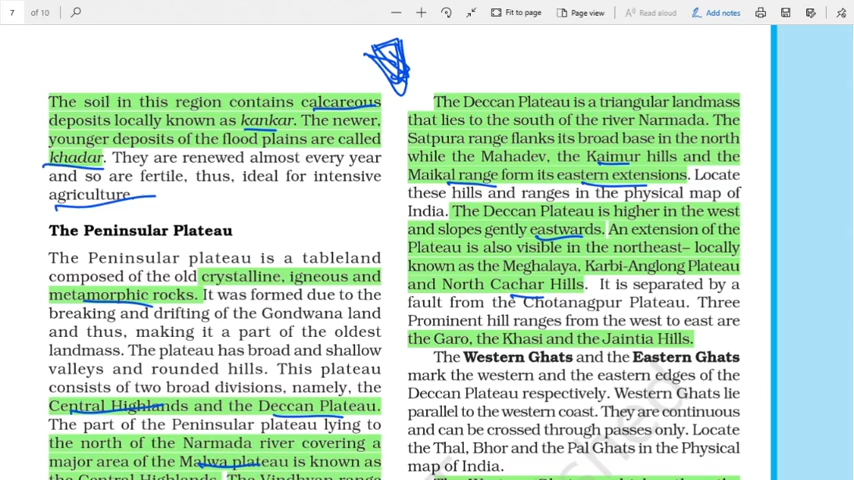 7 of 10
Fit to page
Page view
Read aloud
Add notes
The soil in this region contains calcareous
deposits locally known as kankar. The newer,
younger deposits of the flood plains are called
khadar. They are renewed almost every year
and so are fertile, thus, ideal for intensive
agriculture.
The Peninsular Plateau
The Peninsular plateau is a tableland
composed of the old crystalline, igneous and
metamorphic rocks. It was formed due to the
breaking and drifting of the Gondwana land
and thus, making it a part of the oldest
landmass. The plateau has broad and shallow
valleys and rounded hills. This plateau
consists of two broad divisions, namely, the
Central Highlands and the Deccan Plateau.
The part of the Peninsular plateau lying to
the north of the Narmada river covering a
major area of the Malwa plateau is known as
the Central Highlands. The Vindhyan range
The Deccan Plateau is a triangular landmass
that lies to the south of the river Narmada. The
Satpura range flanks its broad base in the north
while the Mahadev, the Kaimur hills and the
Maikal range form its eastern extensions. Locate
these hills and ranges in the physical map of
India. The Deccan Plateau is higher in the west
and slopes gently eastwards. An extension of the
Plateau is also visible in the northeast– locally
known as the Meghalaya, Karbi-Anglong Plateau
and North Cachar Hills. It is separated by a
fault from the Chotanagpur Plateau. Three
Prominent hill ranges from the west to east are
the Garo, the Khasi and the Jaintia Hills.
The Western Ghats and the Eastern Ghats
mark the western and the eastern edges of the
Deccan Plateau respectively. Western Ghats lie
parallel to the western coast. They are continuous
and can be crossed through passes only. Locate
the Thal, Bhor and the Pal Ghats in the Physical
map of India.